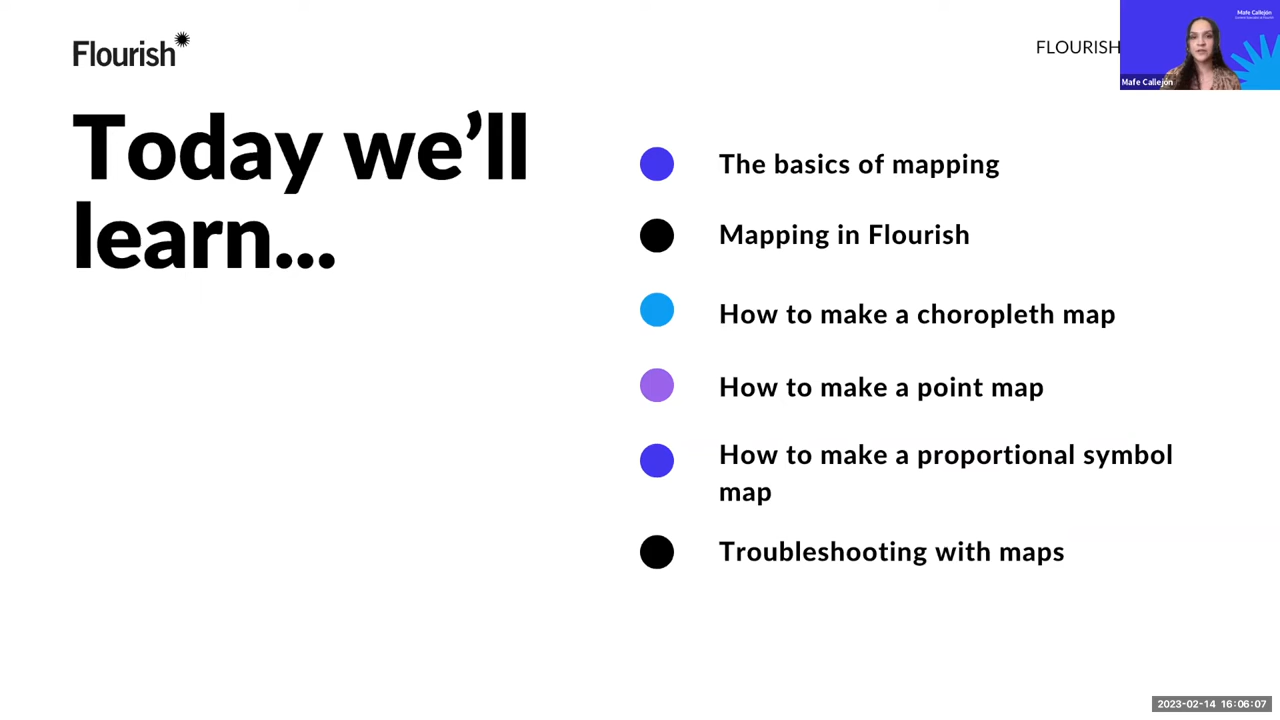 Flourish
FLOURISH
Mafe Callejón
Mafe Callejón
Today we’ll
learn...
The basics of mapping
Mapping in Flourish
How to make a choropleth map
How to make a point map
How to make a proportional symbol
map
Troubleshooting with maps
2023-02-14 16:06:07